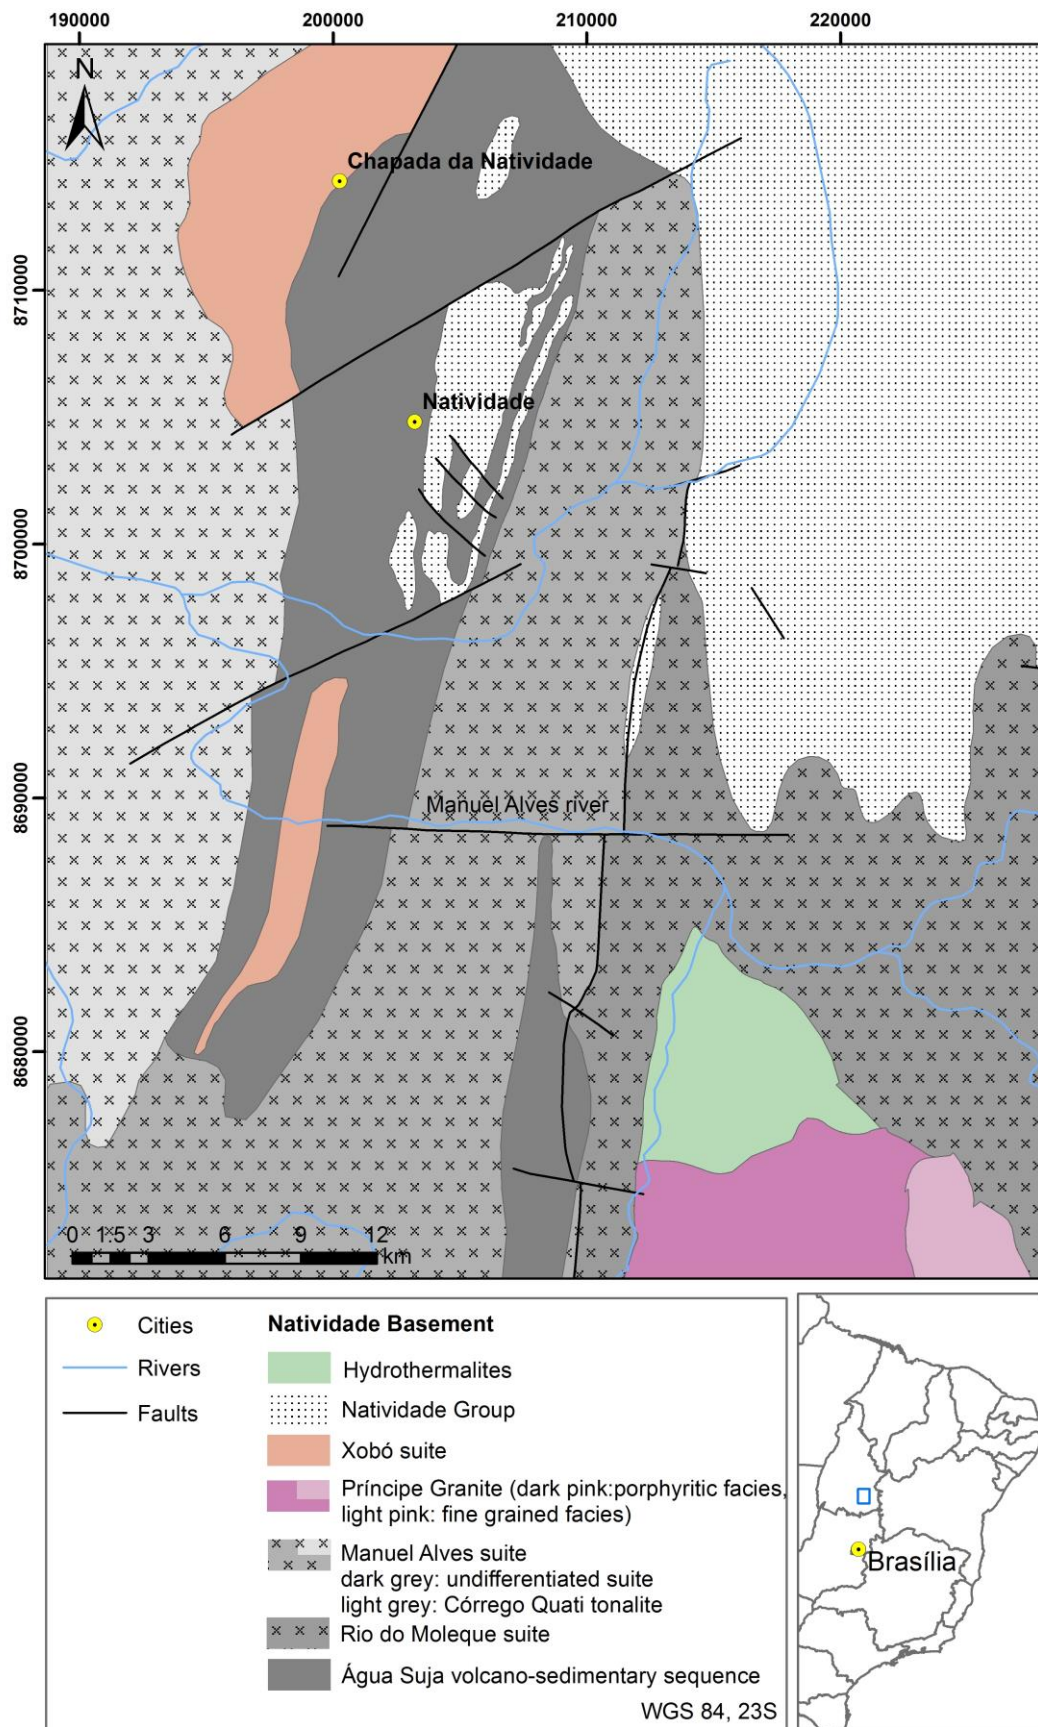 190000
200000
210000
220000
N
Chapada da Natividade
8710000
Natividade
8700000
8690000
Manuel Alves river
8680000
0 1.5 3 6 9 12
km
Cities
Rivers
Faults
Natividade Basement
Hydrothermalites
Natividade Group
Xobó suite
Príncipe Granite (dark pink:porphyritic facies,
light pink: fine grained facies)
Manuel Alves suite
dark grey: undifferentiated suite
light grey: Córrego Quati tonalite
Rio do Moleque suite
Água Suja volcano-sedimentary sequence
WGS 84, 23S
Brasília